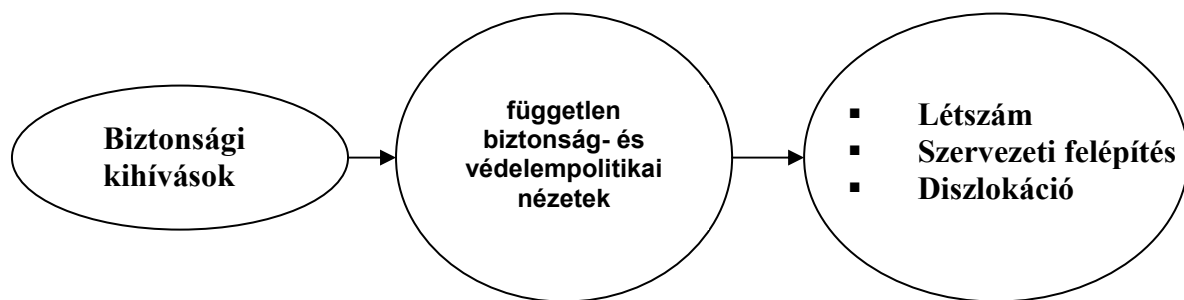 Biztonsági
kihívások
független
biztonság- és
védelempolitikai
nézetek
▪ Létszám
▪ Szervezeti felépítés
▪ Diszlokáció